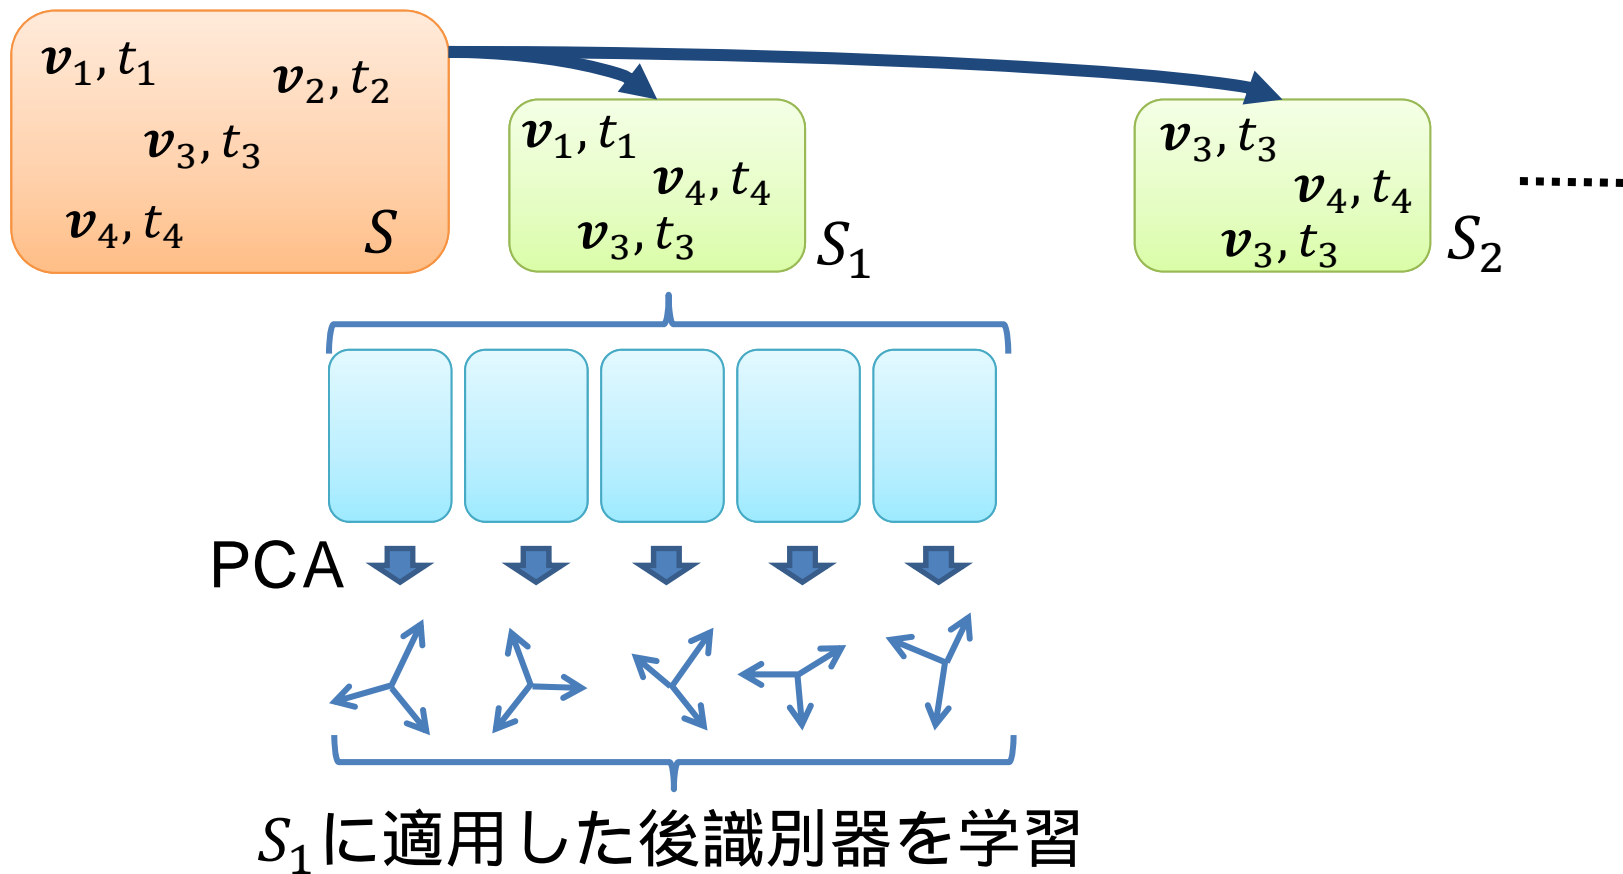 v₁, t₁
v₂, t₂
v₃, t₃
v₄, t₄
S
v₁, t₁
v₄, t₄
v₃, t₃
S₁
v₃, t₃
v₄, t₄
v₃, t₃
S₂
PCA
S₁に適用した後識別器を学習